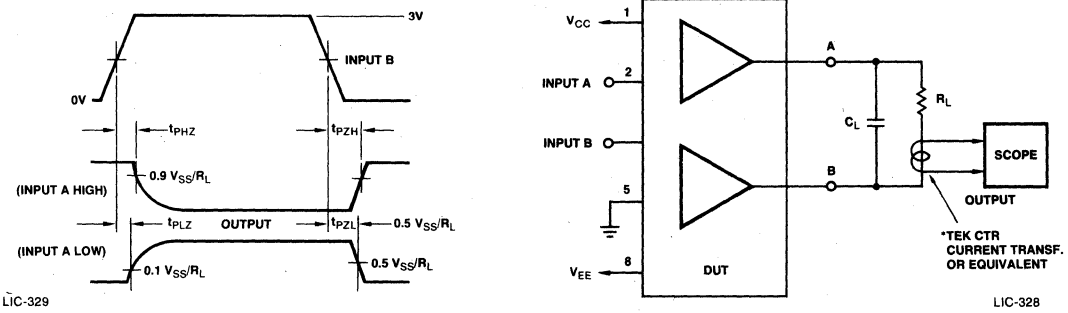 3V
INPUT B
0V
tPHZ
tPZH
0.9 VSS/RL
(INPUT A HIGH)
tPLZ
OUTPUT
tPZL
0.5 VSS/RL
(INPUT A LOW)
0.1 VSS/RL
0.5 VSS/RL
LIC-329
VCC
1
INPUT A
2
INPUT B
5
VEE
8
DUT
A
B
CL
RL
SCOPE
OUTPUT
*TEK CTR
CURRENT TRANSF.
OR EQUIVALENT
LIC-328